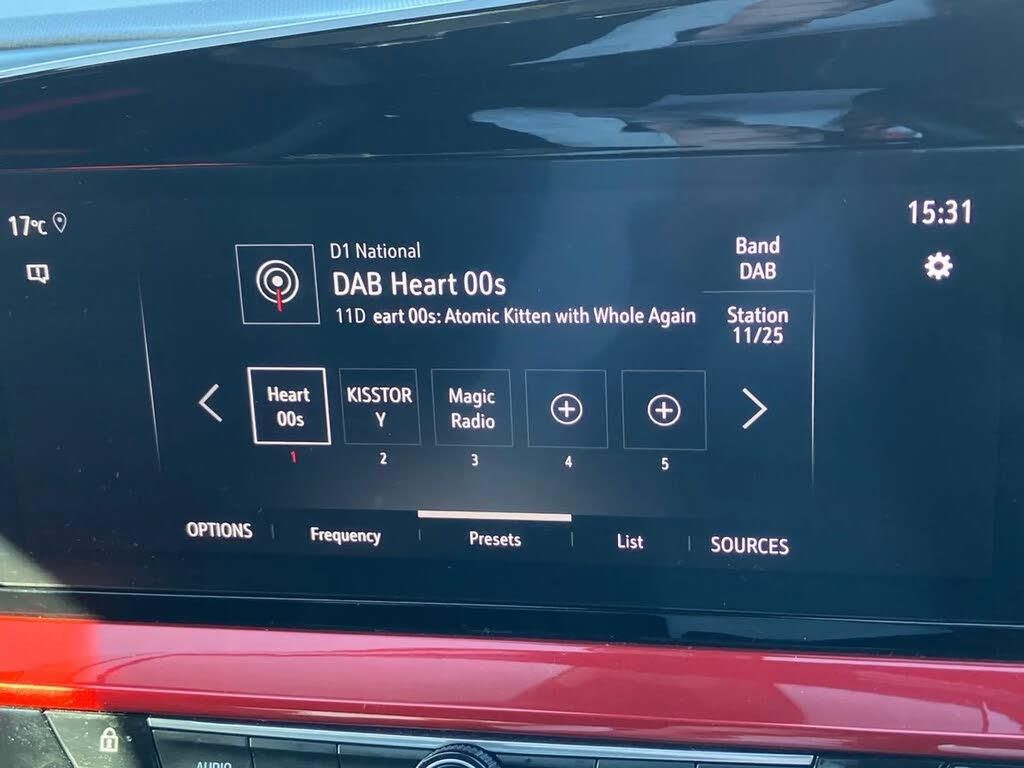 17°C
15:31
D1 National
DAB Heart 00s
11D eart 00s: Atomic Kitten with Whole Again
Band
DAB
Station
11/25
Heart
00s
KISSTOR
Y
Magic
Radio
1
2
3
4
5
OPTIONS
Frequency
Presets
List
SOURCES
AUDIO